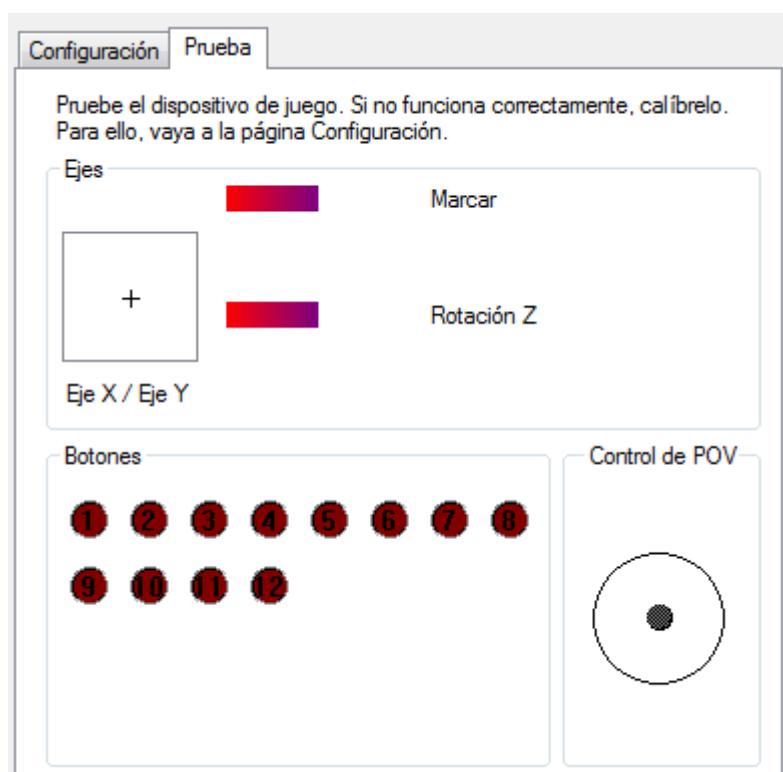 Configuración Prueba
Pruebe el dispositivo de juego. Si no funciona correctamente, calíbrelo.
Para ello, vaya a la página Configuración.
Ejes
Marcar
Rotación Z
Eje X / Eje Y
Botones
1 2 3 4 5 6 7 8
9 10 11 12
Control de POV